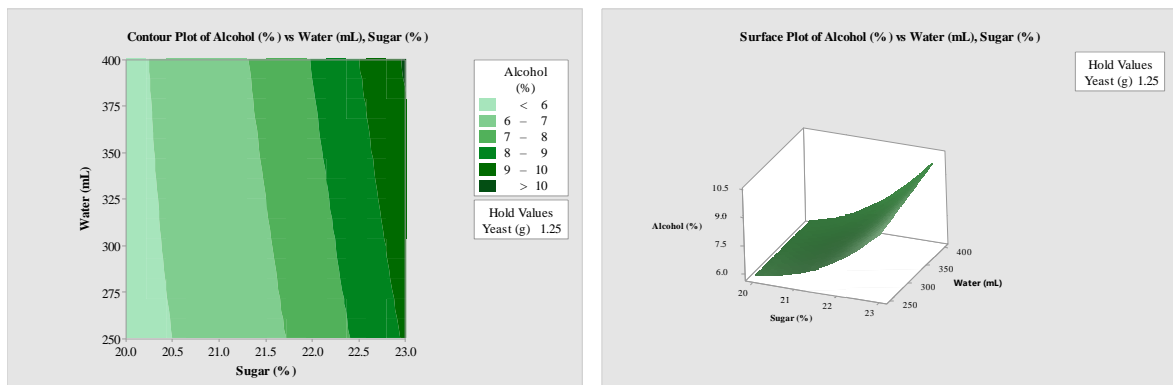 Contour Plot of Alcohol (%) vs Water (mL), Sugar (%)
400
375
350
325
300
275
250
Water (mL)
20.0 20.5 21.0 21.5 22.0 22.5 23.0
Sugar (%)
Alcohol
(%)
< 6
6 – 7
7 – 8
8 – 9
9 – 10
> 10
Hold Values
Yeast (g) 1.25
Surface Plot of Alcohol (%) vs Water (mL), Sugar (%)
Hold Values
Yeast (g) 1.25
10.5
9.0
7.5
6.0
Alcohol (%)
20 21 22 23
Sugar (%)
250 300 350 400
Water (mL)